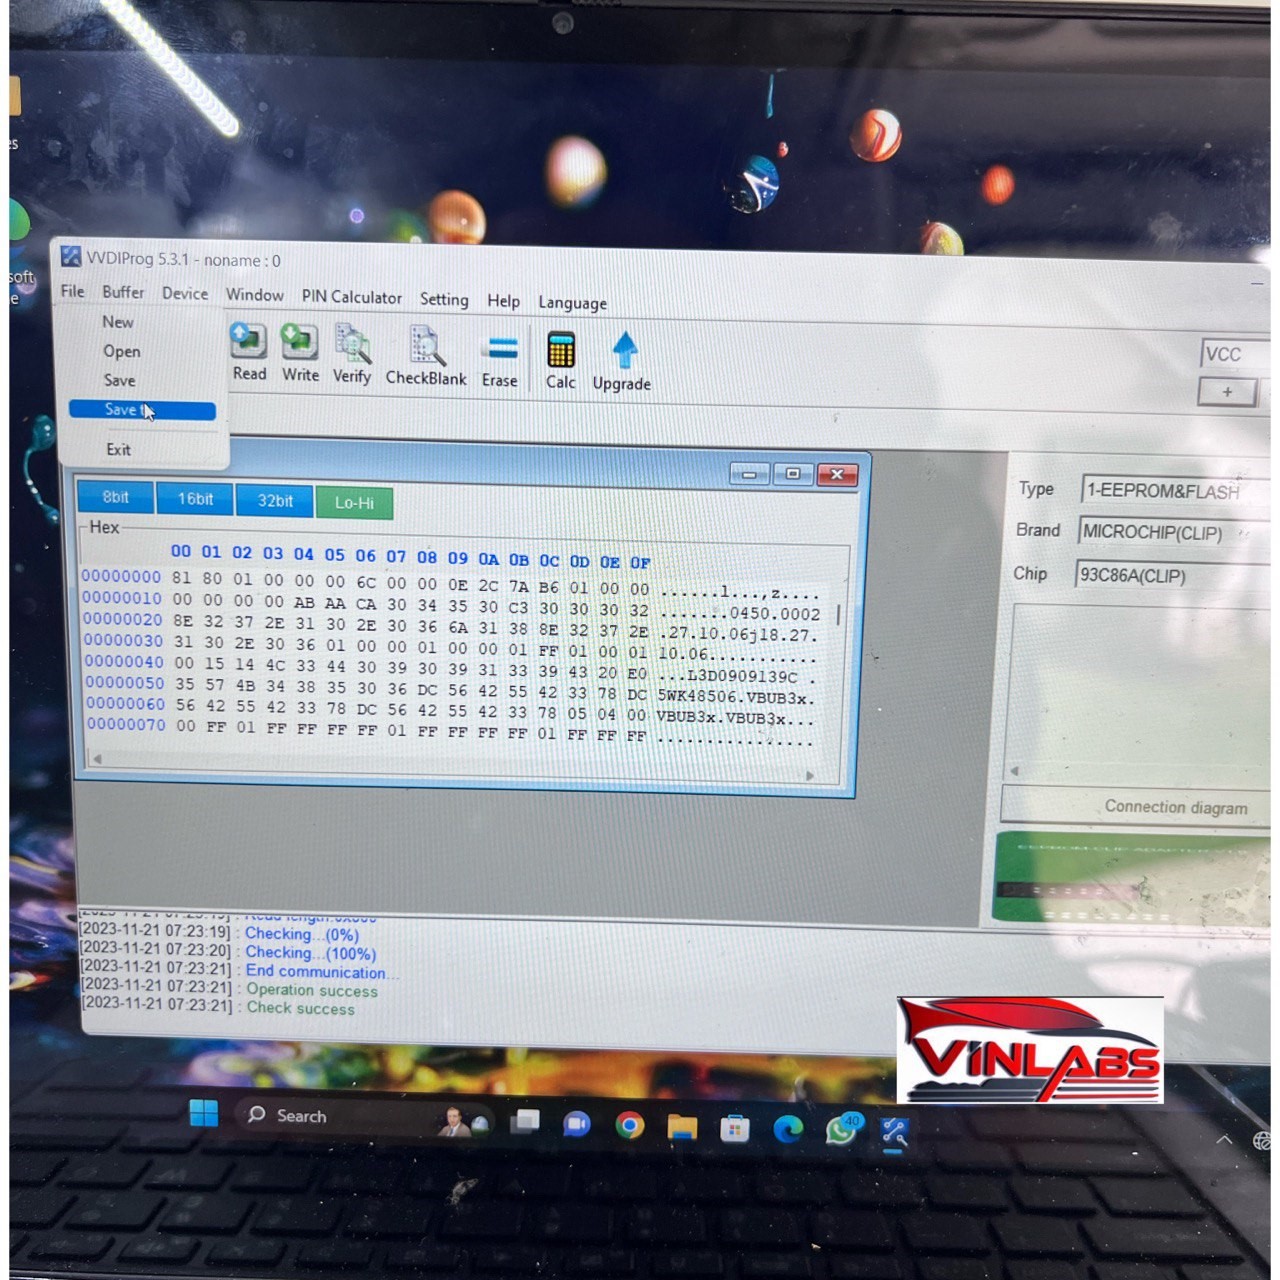 VVDIProg 5.3.1 - noname : 0
File Buffer Device Window PIN Calculator Setting Help Language
New
Open
Save
Save
Exit
Read Write Verify CheckBlank Erase Calc Upgrade
VCC
+
8bit 16bit 32bit Lo-Hi
Hex
00 01 02 03 04 05 06 07 08 09 0A 0B 0C 0D 0E 0F
00000000 81 80 01 00 00 00 6C 00 00 0E 2C 7A B6 01 00 00 ......l...,z....
00000010 00 00 00 00 AB AA CA 30 34 35 30 C3 30 30 30 32 .......0450.0002
00000020 8E 32 37 2E 31 30 2E 30 36 6A 31 38 8E 32 37 2E .27.10.06j18.27.
00000030 31 30 2E 30 36 01 00 00 01 00 00 01 FF 01 00 01 10.06...........
00000040 00 15 14 4C 33 44 30 39 30 39 31 33 39 43 20 E0 ...L3D0909139C .
00000050 35 57 4B 34 38 35 30 36 DC 56 42 55 42 33 78 DC 5WK48506.VBUB3x.
00000060 56 42 55 42 33 78 DC 56 42 55 42 33 78 05 04 00 VBUB3x.VBUB3x...
00000070 00 FF 01 FF FF FF FF 01 FF FF FF FF 01 FF FF FF ................
Type 1-EEPROM&FLASH
Brand MICROCHIP(CLIP)
Chip 93C86A(CLIP)
Connection diagram
[2023-11-21 07:23:19] : Checking...(0%)
[2023-11-21 07:23:20] : Checking...(100%)
[2023-11-21 07:23:21] : End communication...
[2023-11-21 07:23:21] : Operation success
[2023-11-21 07:23:21] : Check success
ViNLABS
Search
40